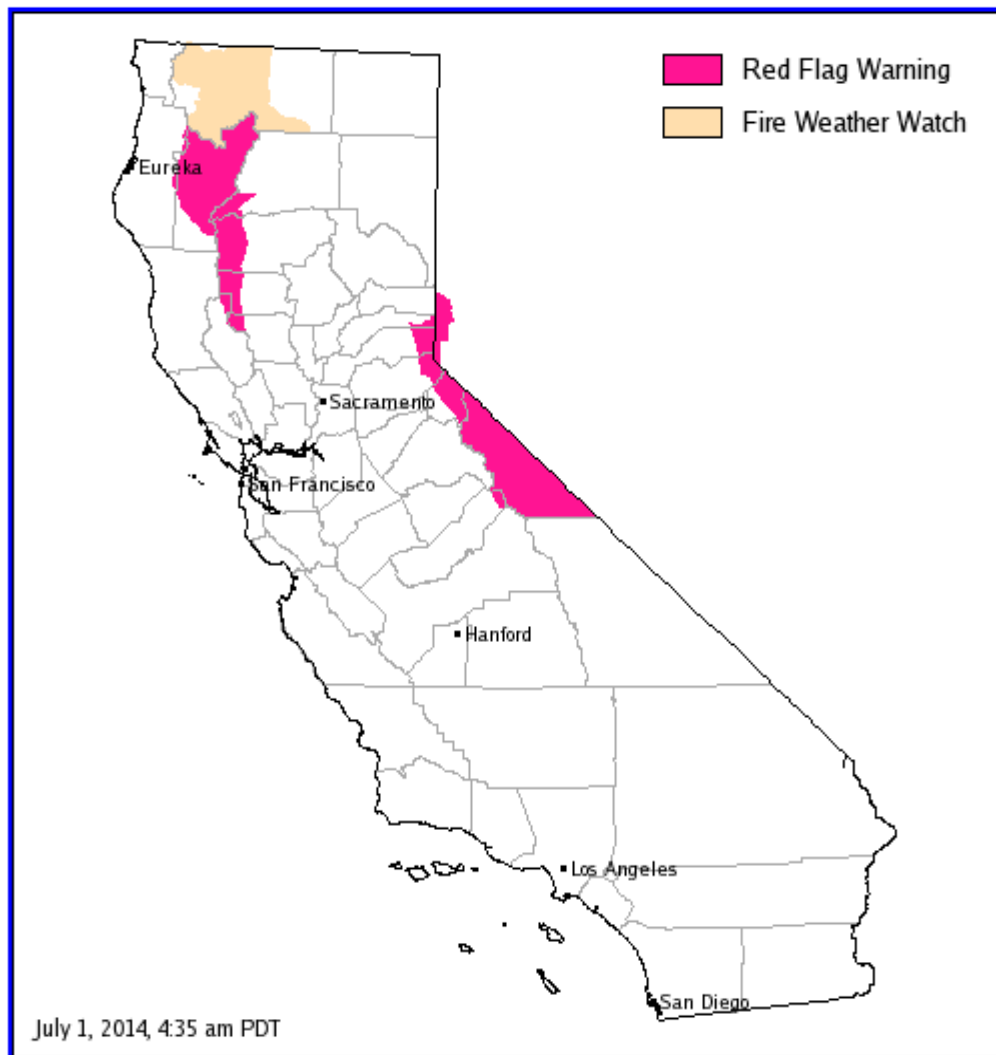 Red Flag Warning
Fire Weather Watch
Eureka
Sacramento
San Francisco
Hanford
Los Angeles
San Diego
July 1, 2014, 4:35 am PDT